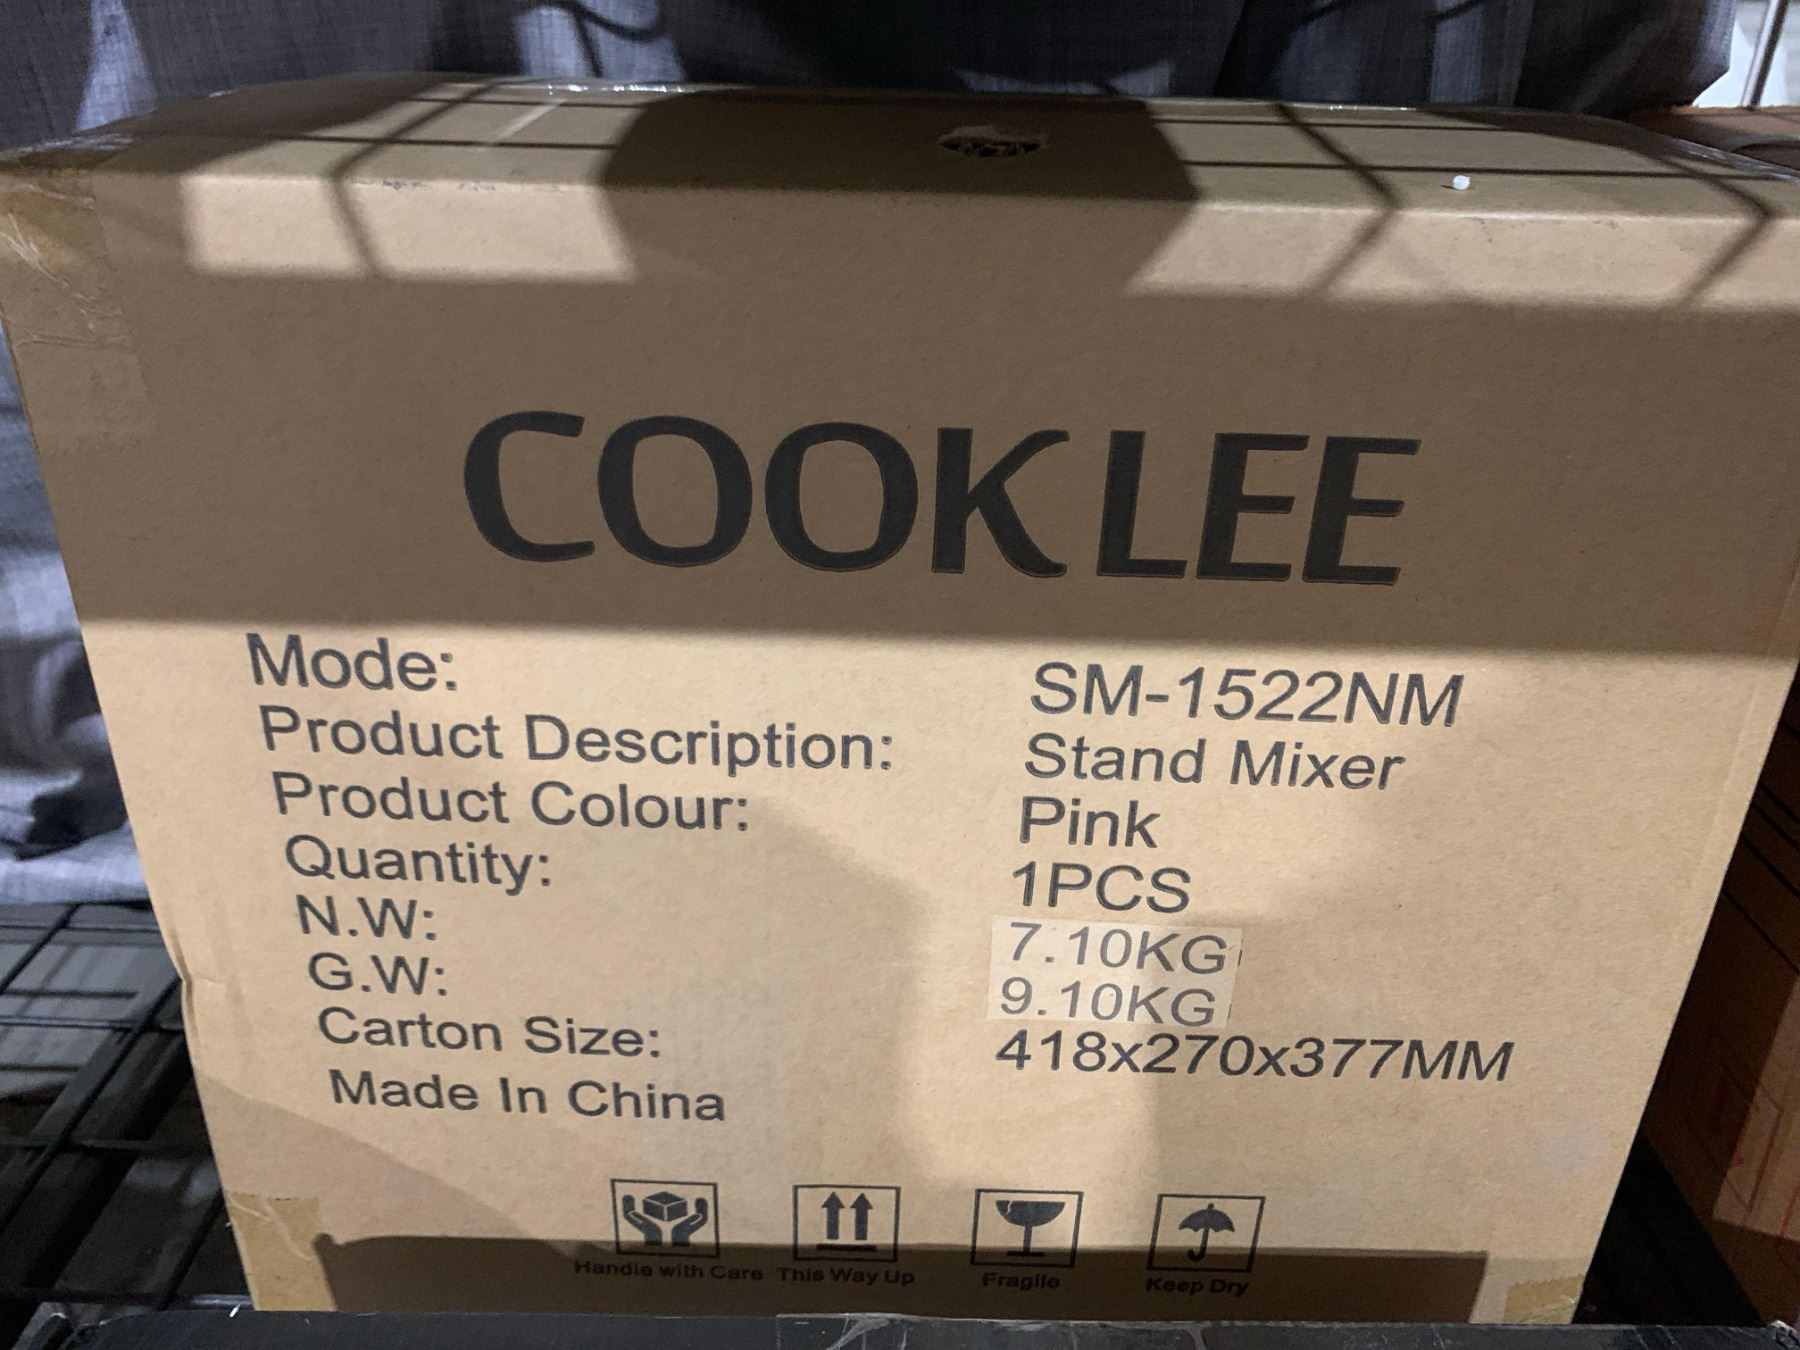 COOKLEE
Mode: SM-1522NM
Product Description: Stand Mixer
Product Colour: Pink
Quantity: 1PCS
N.W: 7.10KG
G.W: 9.10KG
Carton Size: 418x270x377MM
Made In China
Handle with Care This Way Up Fragile Keep Dry